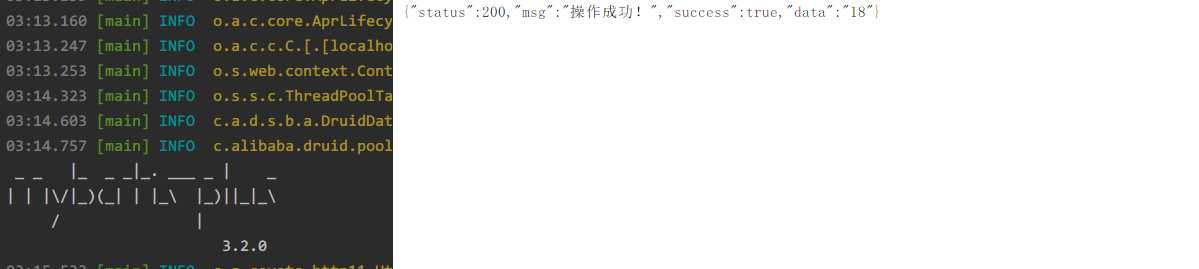 03:13.160 [main] INFO o.a.c.core.AprLifecy
03:13.247 [main] INFO o.a.c.c.C.[.[localho
03:13.253 [main] INFO o.s.web.context.Cont
03:14.323 [main] INFO o.s.s.c.ThreadPoolTa
03:14.603 [main] INFO c.a.d.s.b.a.DruidDat
03:14.757 [main] INFO c.alibaba.druid.pool
 _ _   |_  _ _|_. ___ _ |    _
| | |\/|_)(_| | |_\  |_)||_|_\
     /               |
                        3.2.0
{"status":200,"msg":"操作成功！","success":true,"data":"18"}